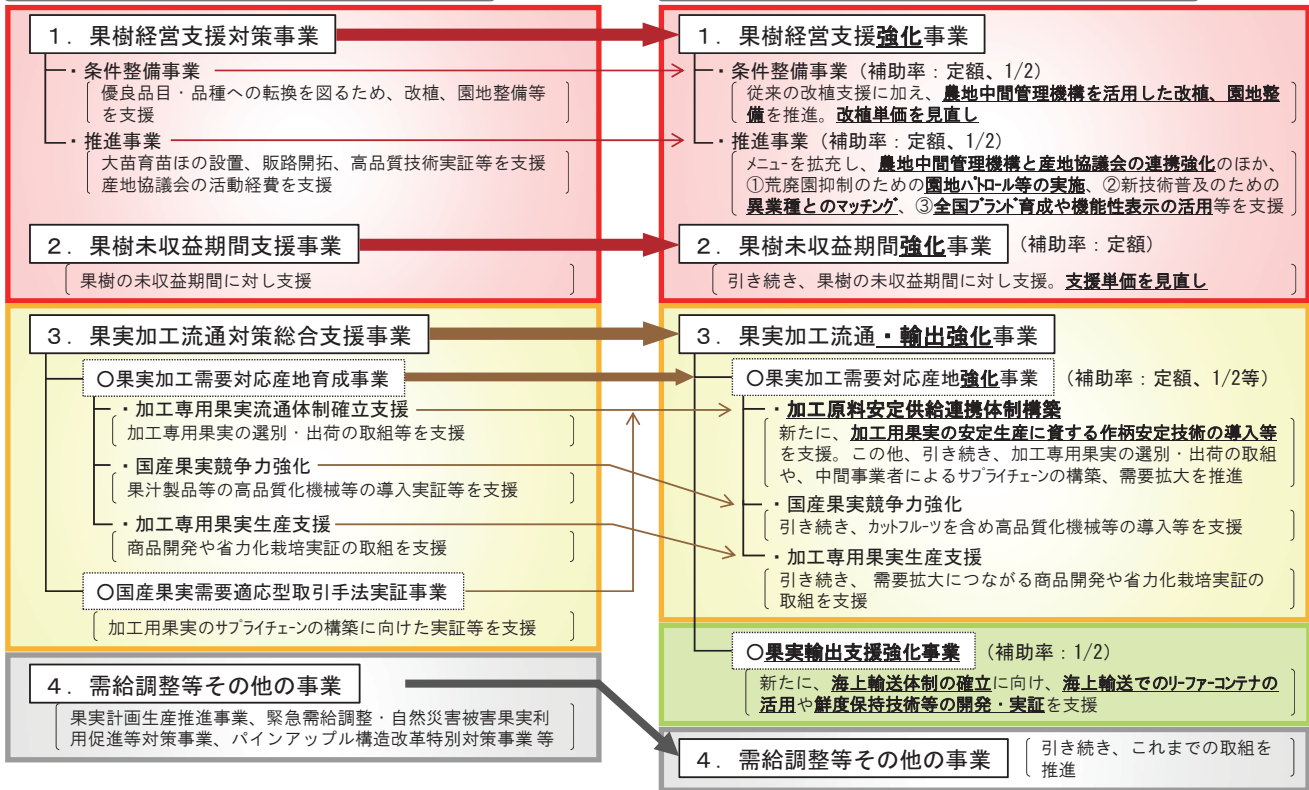 1．果樹経営支援対策事業
・条件整備事業
優良品目・品種への転換を図るため、改植、園地整備等
を支援
・推進事業
大苗育苗ほの設置、販路開拓、高品質技術実証等を支援
産地協議会の活動経費を支援
2．果樹未収益期間支援事業
果樹の未収益期間に対し支援
3．果実加工流通対策総合支援事業
〇果実加工需要対応産地育成事業
・加工専用果実流通体制確立支援
加工専用果実の選別・出荷の取組等を支援
・国産果実競争力強化
果汁製品等の高品質化機械等の導入実証等を支援
・加工専用果実生産支援
商品開発や省力化栽培実証の取組を支援
〇国産果実需要適応型取引手法実証事業
加工用果実のサプライチェーンの構築に向けた実証等を支援
4．需給調整等その他の事業
果実計画生産推進事業、緊急需給調整・自然災害被害果実利
用促進等対策事業、パインアップル構造改革特別対策事業等
1．果樹経営支援強化事業
・条件整備事業（補助率：定額、1/2）
従来の改植支援に加え、農地中間管理機構を活用した改植、園地整
備を推進。改植単価を見直し
・推進事業（補助率：定額、1/2）
メニューを拡充し、農地中間管理機構と産地協議会の連携強化のほか、
①荒廃園抑制のための園地パトロール等の実施、②新技術普及のための
異業種とのマッチング、③全国ブランド育成や機能性表示の活用等を支援
2．果樹未収益期間強化事業（補助率：定額）
引き続き、果樹の未収益期間に対し支援。支援単価を見直し
3．果実加工流通・輸出強化事業
〇果実加工需要対応産地強化事業（補助率：定額、1/2等）
・加工原料安定供給連携体制構築
新たに、加工用果実の安定生産に資する作柄安定技術の導入等
を支援。この他、引き続き、加工専用果実の選別・出荷の取組
や、中間事業者によるサプライチェーンの構築、需要拡大を推進
・国産果実競争力強化
引き続き、カットフルーツを含め高品質化機械等の導入等を支援
・加工専用果実生産支援
引き続き、需要拡大につながる商品開発や省力化栽培実証の
取組を支援
〇果実輸出支援強化事業（補助率：1/2）
新たに、海上輸送体制の確立に向け、海上輸送でのリーファーコンテナの
活用や鮮度保持技術等の開発・実証を支援
4．需給調整等その他の事業
引き続き、これまでの取組を
推進